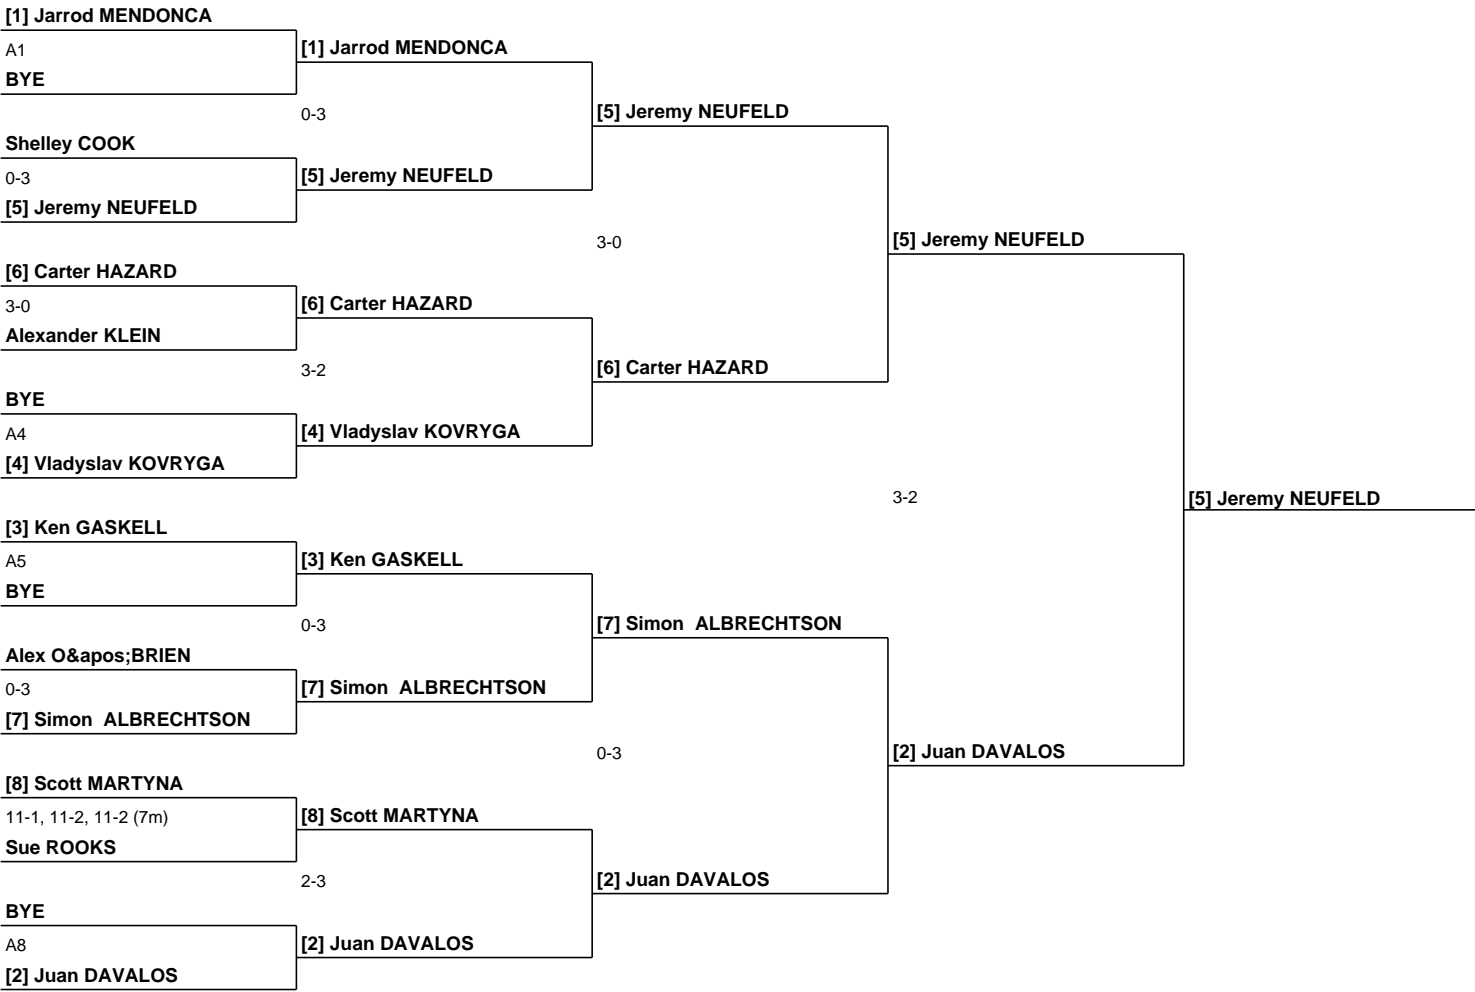 [1] Jarrod MENDONCA
A1
BYE
[1] Jarrod MENDONCA
0-3
[5] Jeremy NEUFELD
Shelley COOK
0-3
[5] Jeremy NEUFELD
[5] Jeremy NEUFELD
3-0
[5] Jeremy NEUFELD
[6] Carter HAZARD
3-0
Alexander KLEIN
[6] Carter HAZARD
3-2
[6] Carter HAZARD
BYE
A4
[4] Vladyslav KOVRYGA
[4] Vladyslav KOVRYGA
3-2
[5] Jeremy NEUFELD
[3] Ken GASKELL
A5
BYE
[3] Ken GASKELL
0-3
[7] Simon  ALBRECHTSON
Alex O&apos;BRIEN
0-3
[7] Simon  ALBRECHTSON
[7] Simon  ALBRECHTSON
0-3
[2] Juan DAVALOS
[8] Scott MARTYNA
11-1, 11-2, 11-2 (7m)
Sue ROOKS
[8] Scott MARTYNA
2-3
[2] Juan DAVALOS
BYE
A8
[2] Juan DAVALOS
[2] Juan DAVALOS